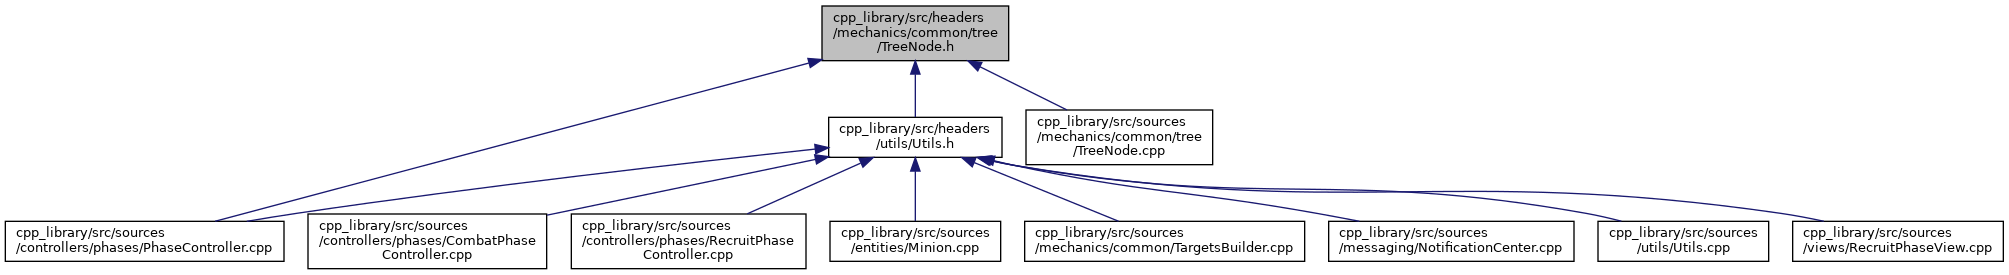 cpp_library/src/headers
/mechanics/common/tree
/TreeNode.h
cpp_library/src/headers
/utils/Utils.h
cpp_library/src/sources
/mechanics/common/tree
/TreeNode.cpp
cpp_library/src/sources
/controllers/phases/PhaseController.cpp
cpp_library/src/sources
/controllers/phases/CombatPhase
Controller.cpp
cpp_library/src/sources
/controllers/phases/RecruitPhase
Controller.cpp
cpp_library/src/sources
/entities/Minion.cpp
cpp_library/src/sources
/mechanics/common/TargetsBuilder.cpp
cpp_library/src/sources
/messaging/NotificationCenter.cpp
cpp_library/src/sources
/utils/Utils.cpp
cpp_library/src/sources
/views/RecruitPhaseView.cpp